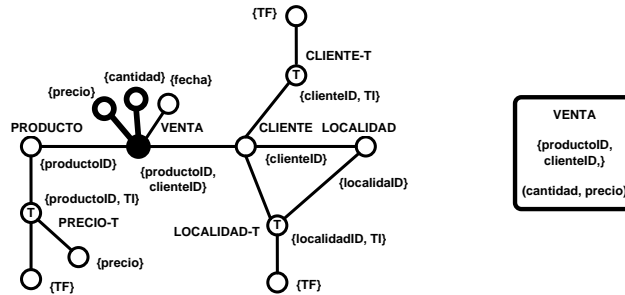 {TF}
CLIENTE-T
{cantidad}
{precio}
{fecha}
T
{clienteID, TI}
PRODUCTO
VENTA
CLIENTE
LOCALIDAD
{productoID}
{productoID,
clienteID}
{clienteID}
{localidaID}
{productoID, TI}
T
PRECIO-T
LOCALIDAD-T
T
{localidadID, TI}
{precio}
{TF}
{TF}
VENTA
{productoID,
clienteID,}
(cantidad, precio)